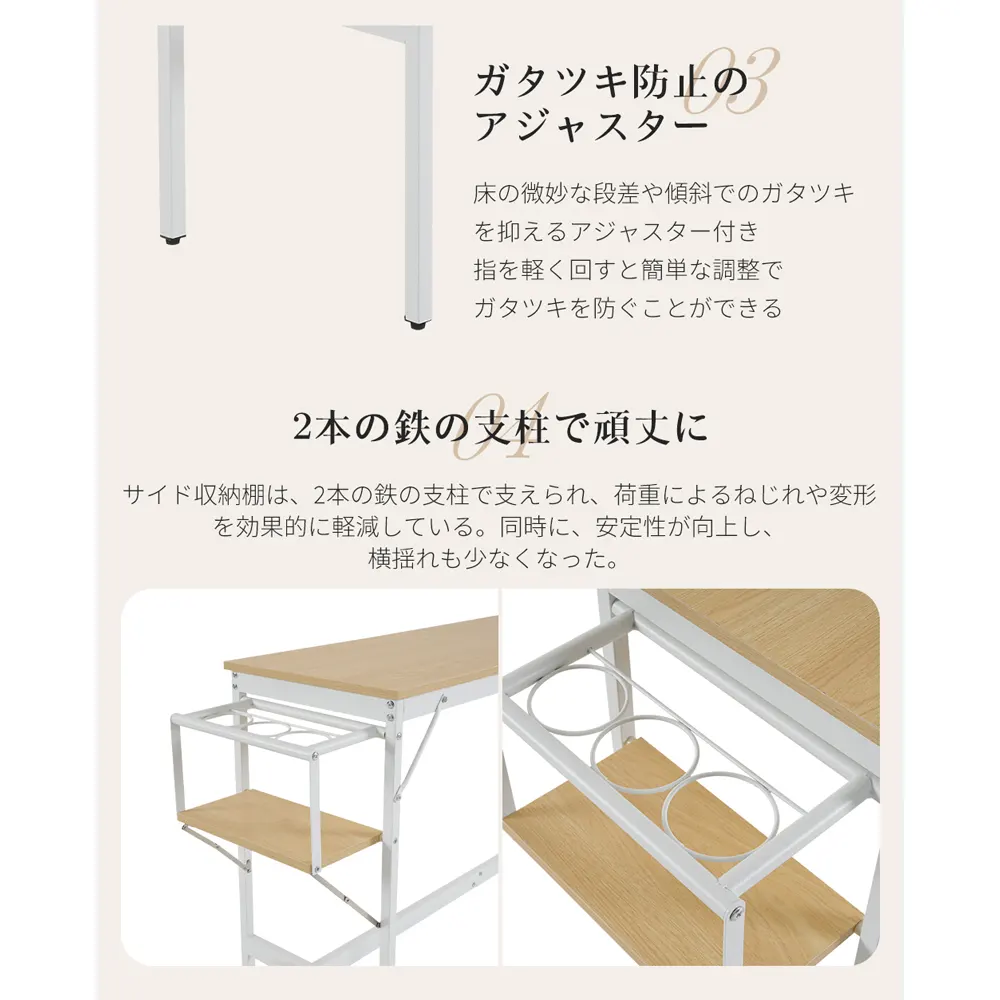 03
ガタツキ防止の
アジャスター
床の微妙な段差や傾斜でのガタツキ
を抑えるアジャスター付き
指を軽く回すと簡単な調整で
ガタツキを防ぐことができる
04
2本の鉄の支柱で頑丈に
サイド収納棚は、2本の鉄の支柱で支えられ、荷重によるねじれや変形
を効果的に軽減している。同時に、安定性が向上し、
横揺れも少なくなった。